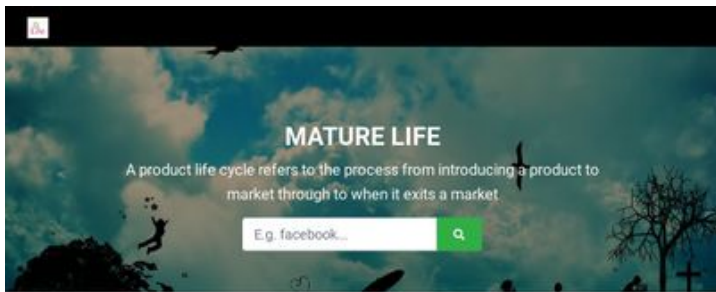 MATURE LIFE
A product life cycle refers to the process from introducing a product to
market through to when it exits a market
E.g. facebook...